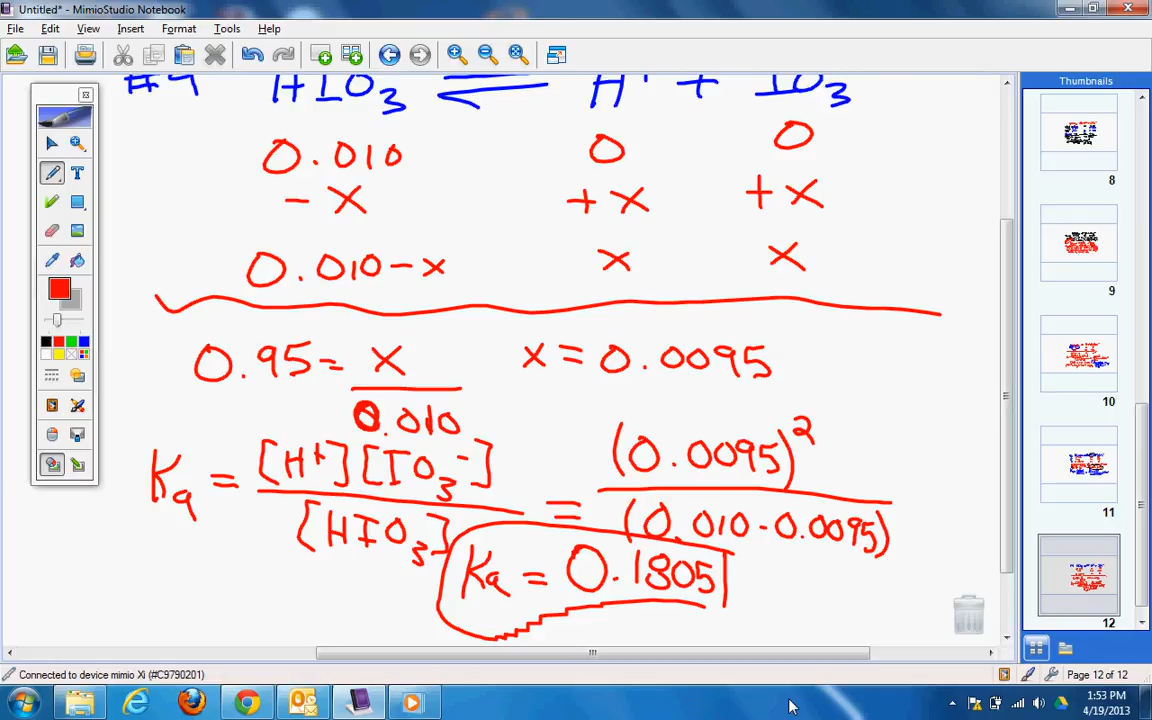 Untitled* - MimioStudio Notebook
File Edit View Insert Format Tools Help
Thumbnails
#9 HIO3 ⇌ H+ + IO3
0.010 0 0
- x + x + x
0.010 - x x x
0.95 = x / 0.010 x = 0.0095
Ka = [H+][IO3-] / [HIO3] = (0.0095)2 / (0.010 - 0.0095)
Ka = 0.1805
8
9
10
11
12
Connected to device mimio Xi (#C9790201)
Page 12 of 12
1:53 PM
4/19/2013